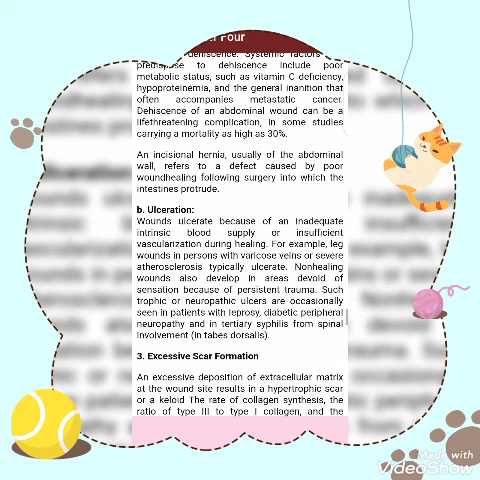 Four
dehiscence. Systemic factors
predispose to dehiscence include poor
metabolic status, such as vitamin C deficiency,
hypoproteinemia, and the general inanition that
often accompanies metastatic cancer.
Dehiscence of an abdominal wound can be a
lifethreatening complication, in some studies
carrying a mortality as high as 30%.
An incisional hernia, usually of the abdominal
wall, refers to a defect caused by poor
woundhealing following surgery into which the
intestines protrude.
b. Ulceration:
Wounds ulcerate because of an inadequate
intrinsic blood supply or insufficient
vascularization during healing. For example, leg
wounds in persons with varicose veins or severe
atherosclerosis typically ulcerate. Nonhealing
wounds also develop in areas devoid of
sensation because of persistent trauma. Such
trophic or neuropathic ulcers are occasionally
seen in patients with leprosy, diabetic peripheral
neuropathy and in tertiary syphilis from spinal
involvement (in tabes dorsalis).
3. Excessive Scar Formation
An excessive deposition of extracellular matrix
at the wound site results in a hypertrophic scar
or a keloid The rate of collagen synthesis, the
ratio of type III to type I collagen, and the
Made with
VideoShow